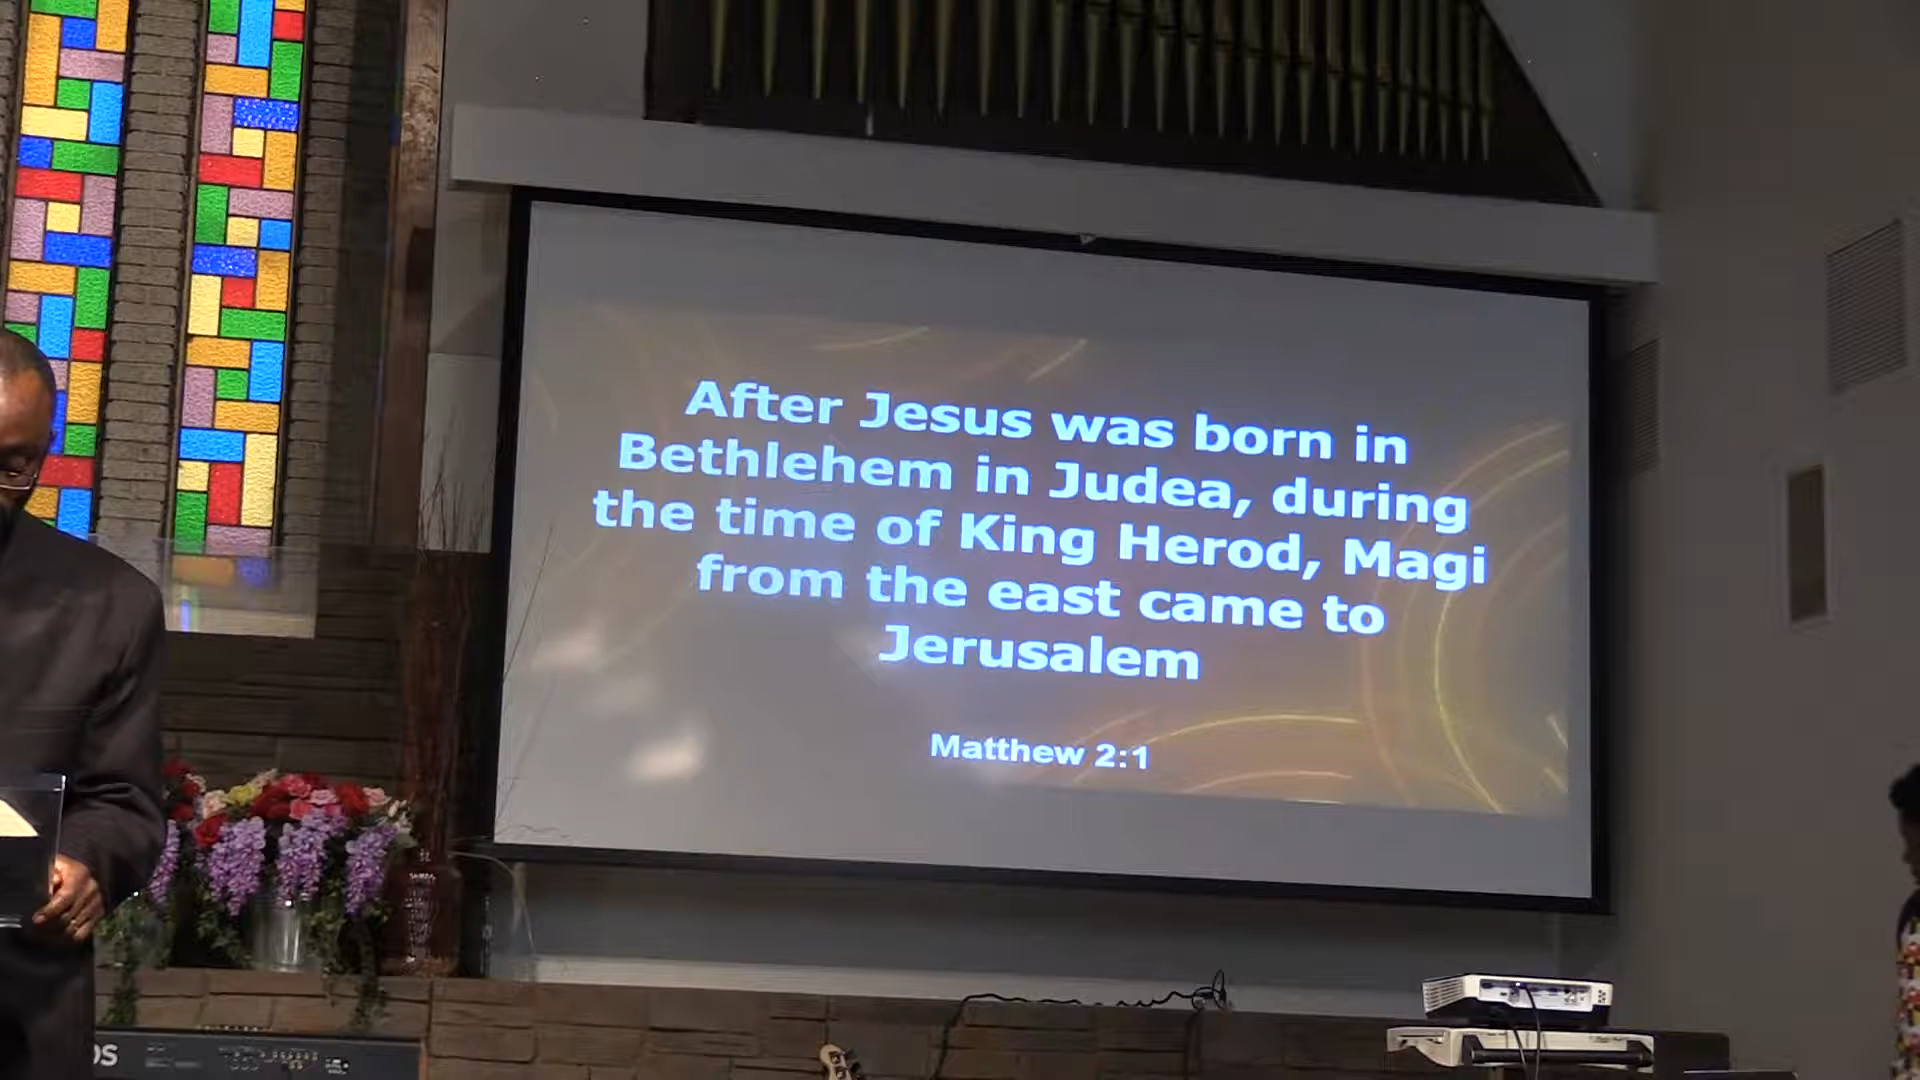 After Jesus was born in
Bethlehem in Judea, during
the time of King Herod, Magi
from the east came to
Jerusalem
Matthew 2:1